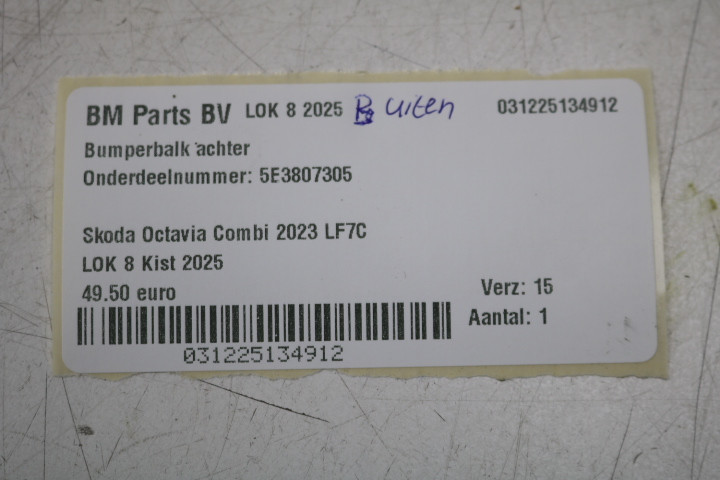 BM Parts BV LOK 8 2025 Buiten 031225134912
Bumperbalk achter
Onderdeelnummer: 5E3807305
Skoda Octavia Combi 2023 LF7C
LOK 8 Kist 2025
49.50 euro Verz: 15
Aantal: 1
031225134912